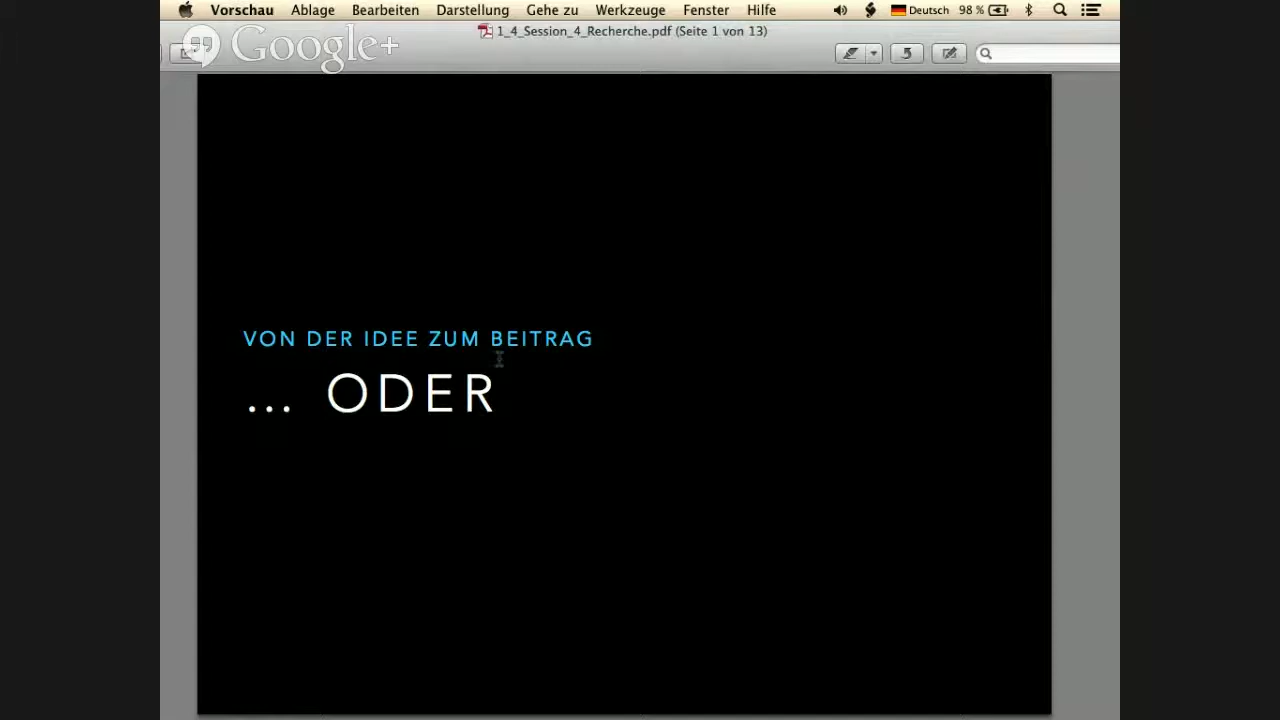 Vorschau Ablage Bearbeiten Darstellung Gehe zu Werkzeuge Fenster Hilfe Deutsch 98 %
1_4_Session_4_Recherche.pdf (Seite 1 von 13)
Google+
VON DER IDEE ZUM BEITRAG
... ODER